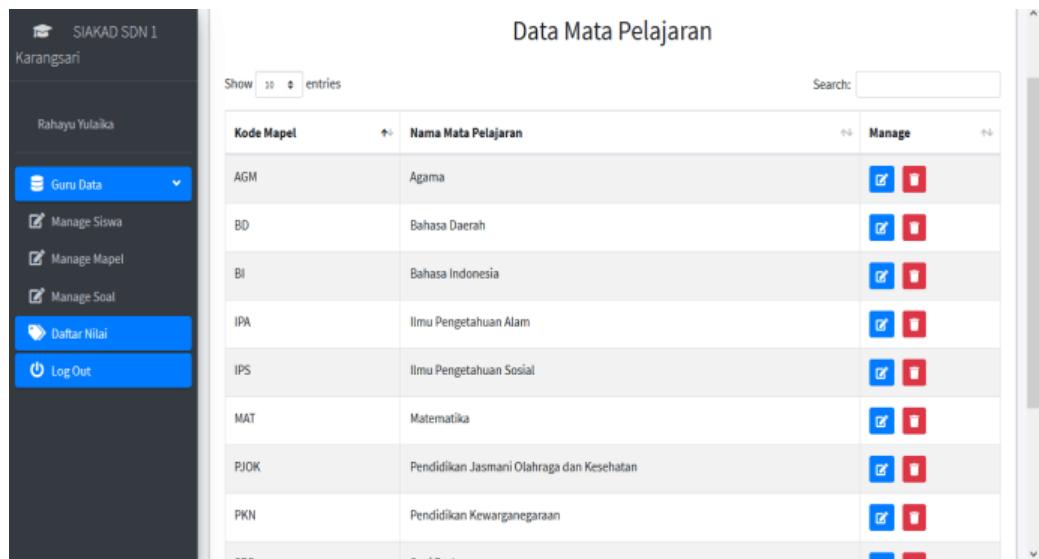 SIAKAD SDN 1
Karangsari
Rahayu Yulaika
Guru Data
Manage Siswa
Manage Mapel
Manage Soal
Daftar Nilai
Log Out
Data Mata Pelajaran
Show 10 entries Search:
Kode Mapel Nama Mata Pelajaran Manage
AGM Agama
BD Bahasa Daerah
BI Bahasa Indonesia
IPA Ilmu Pengetahuan Alam
IPS Ilmu Pengetahuan Sosial
MAT Matematika
PJOK Pendidikan Jasmani Olahraga dan Kesehatan
PKN Pendidikan Kewarganegaraan